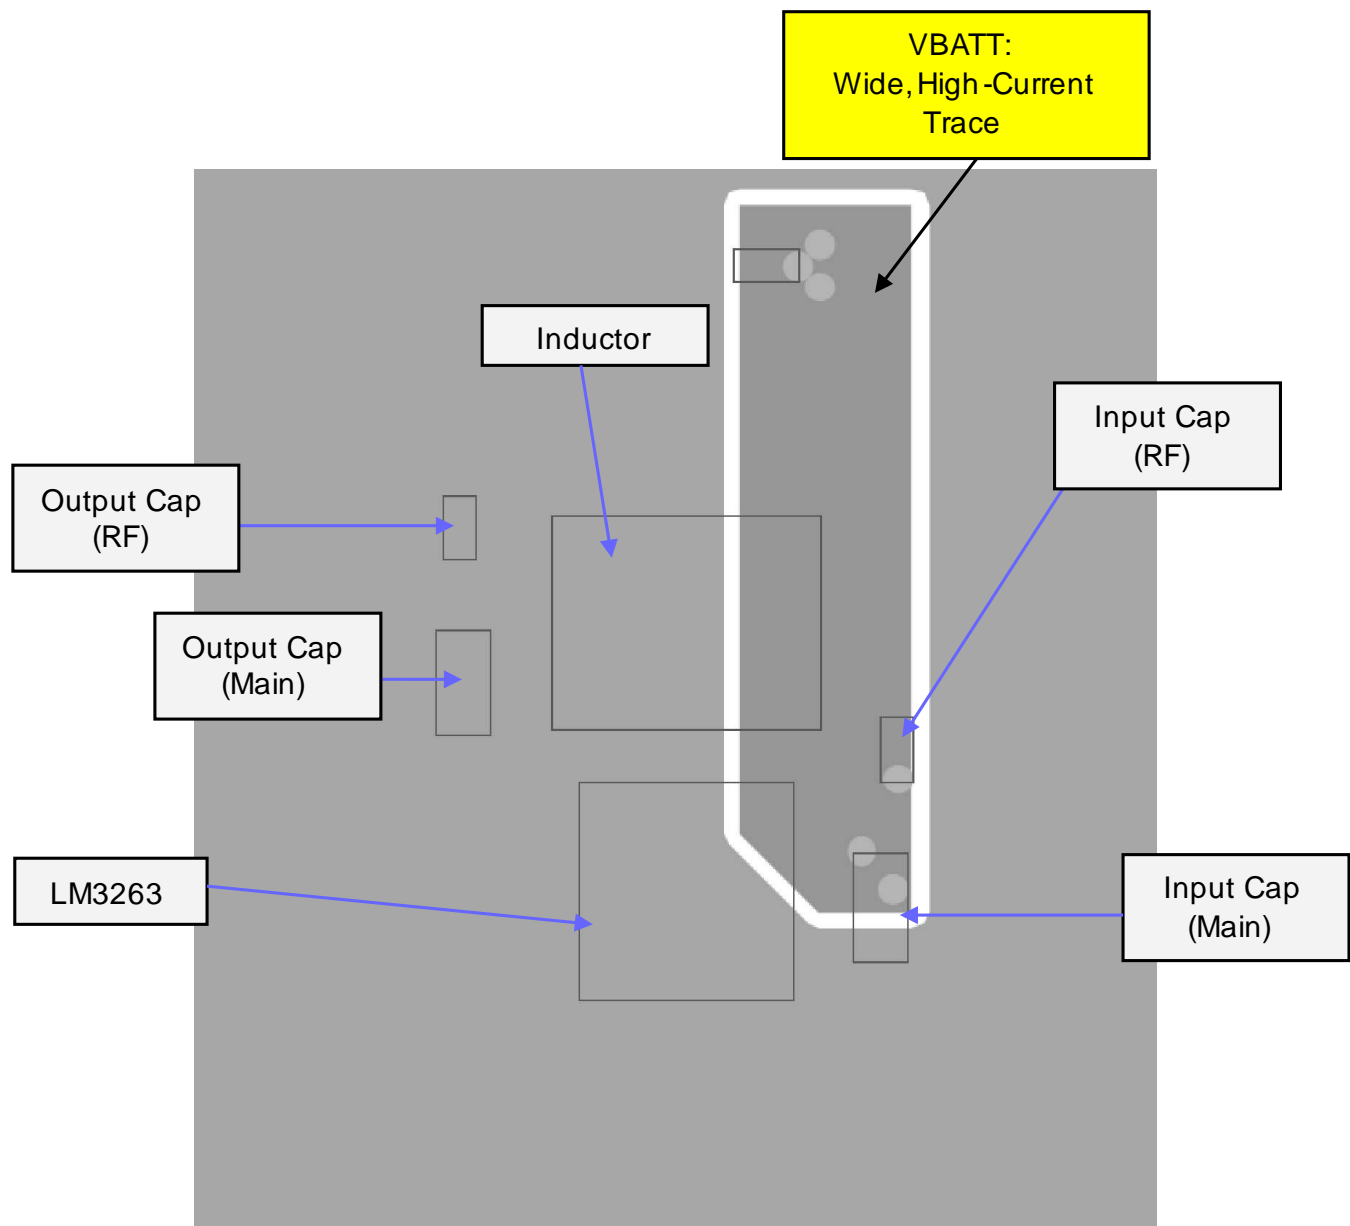 VBATT:
Wide, High-Current
Trace
Inductor
Input Cap
(RF)
Output Cap
(RF)
Output Cap
(Main)
LM3263
Input Cap
(Main)